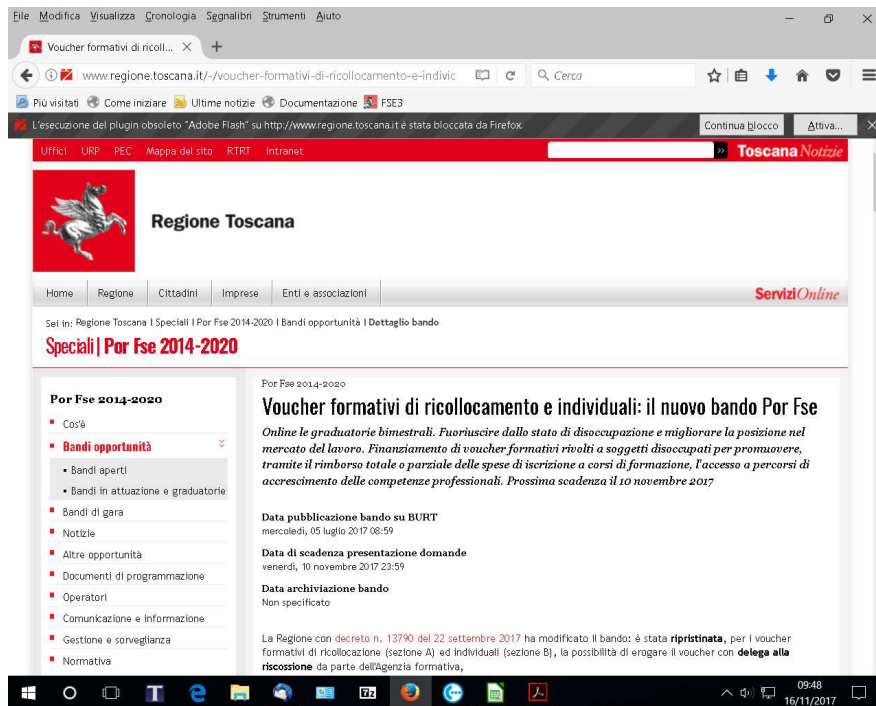 File Modifica Visualizza Cronologia Segnalibri Strumenti Aiuto
Voucher formativi di ricoll...
www.regione.toscana.it/-/voucher-formativi-di-ricollocamento-e-indivic
Cerca
Più visitati Come iniziare Ultime notizie Documentazione FSE3
L'esecuzione del plugin obsoleto "Adobe Flash" su http://www.regione.toscana.it è stata bloccata da Firefox. Continua blocco Attiva...
Uffici URP PEC Mappa del sito RTRT Intranet » Toscana Notizie
Regione Toscana
Home Regione Cittadini Imprese Enti e associazioni Servizi Online
Sei in: Regione Toscana I Speciali I Por Fse 2014-2020 I Bandi opportunità I Dettaglio bando
Speciali | Por Fse 2014-2020
Por Fse 2014-2020
Cos'è
Bandi opportunità
Bandi aperti
Bandi in attuazione e graduatorie
Bandi di gara
Notizie
Altre opportunità
Documenti di programmazione
Operatori
Comunicazione e informazione
Gestione e sorveglianza
Normativa
Por Fse 2014-2020
Voucher formativi di ricollocamento e individuali: il nuovo bando Por Fse
Online le graduatorie bimestrali. Fuoriuscire dallo stato di disoccupazione e migliorare la posizione nel
mercato del lavoro. Finanziamento di voucher formativi rivolti a soggetti disoccupati per promuovere,
tramite il rimborso totale o parziale delle spese di iscrizione a corsi di formazione, l'accesso a percorsi di
accrescimento delle competenze professionali. Prossima scadenza il 10 novembre 2017
Data pubblicazione bando su BURT
mercoledì, 05 luglio 2017 08:59
Data di scadenza presentazione domande
venerdì, 10 novembre 2017 23:59
Data archiviazione bando
Non specificato
La Regione con decreto n. 13790 del 22 settembre 2017 ha modificato il bando: è stata ripristinata, per i voucher
formativi di ricollocazione (sezione A) ed individuali (sezione B), la possibilità di erogare il voucher con delega alla
riscossione da parte dell'Agenzia formativa,
09:48
16/11/2017